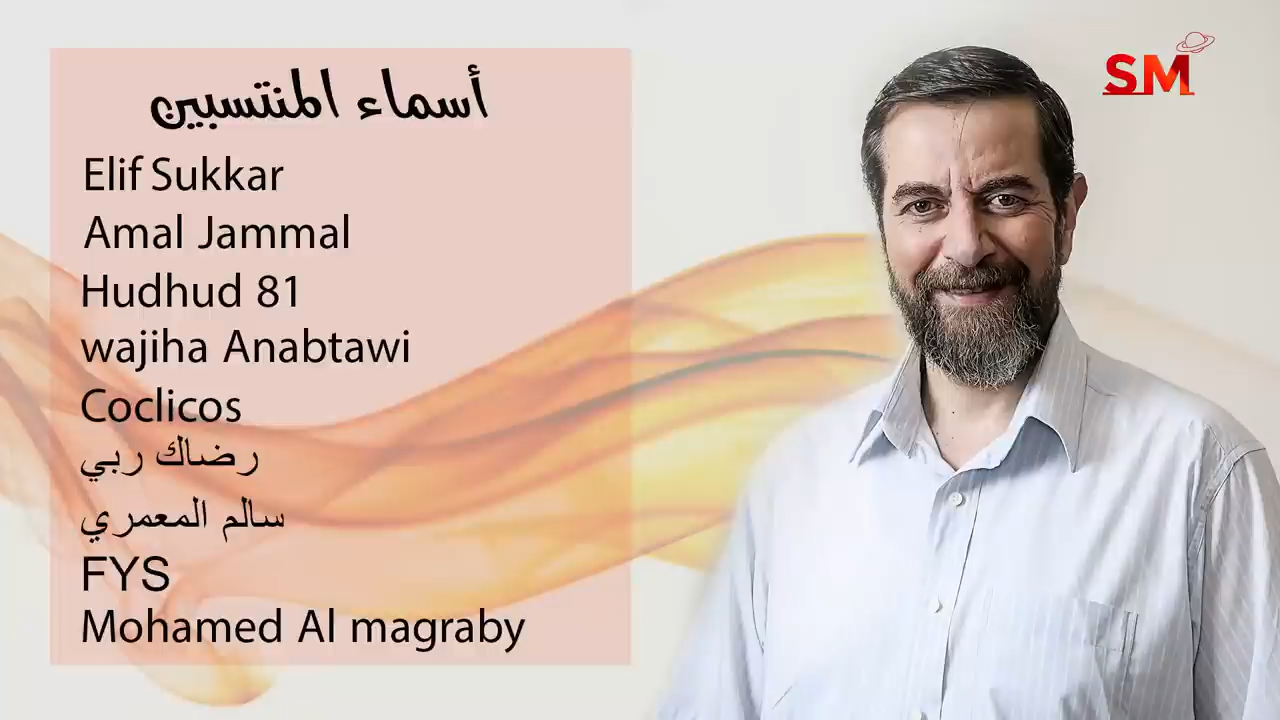 أسماء المنتسبين
Elif Sukkar
Amal Jammal
Hudhud 81
wajiha Anabtawi
Coclicos
رضاك ربي
سالم المعمري
FYS
Mohamed Al magraby
SM